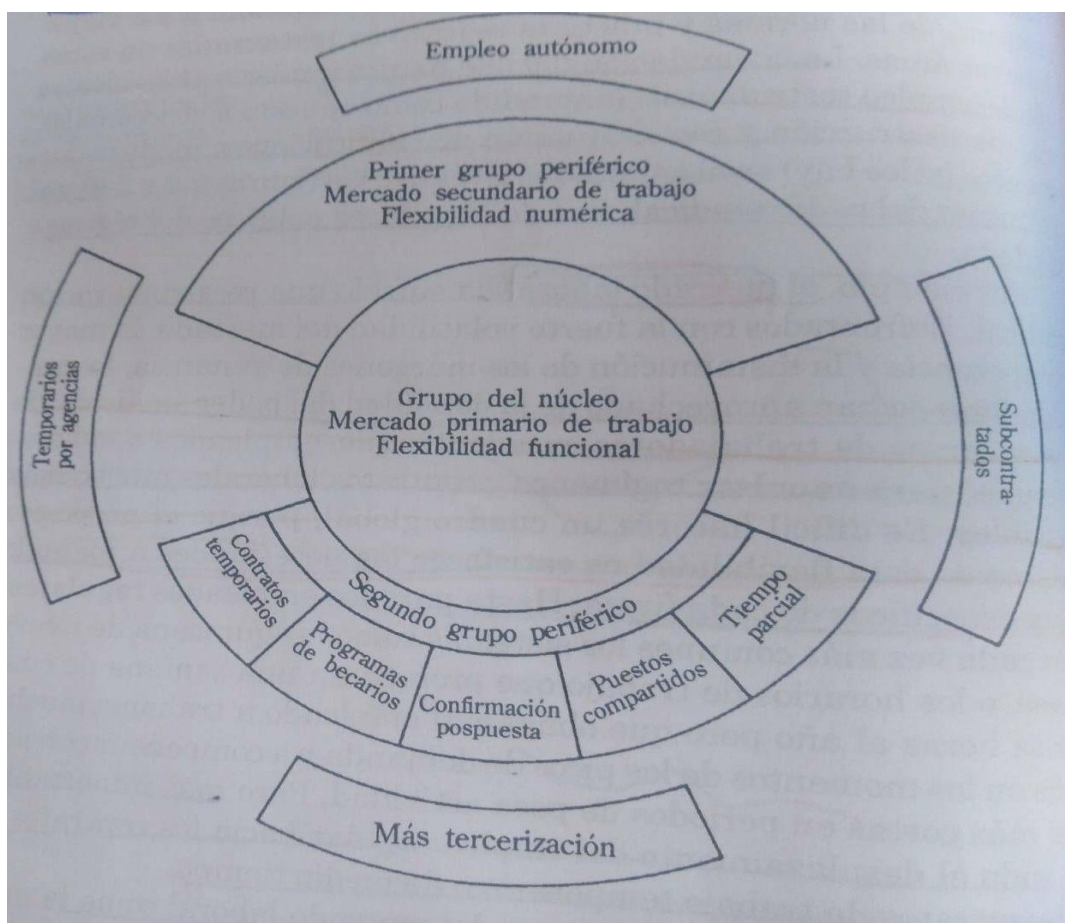 Empleo autónomo
Primer grupo periférico
Mercado secundario de trabajo
Flexibilidad numérica
Temporarios
por agencias
Grupo del núcleo
Mercado primario de trabajo
Flexibilidad funcional
Subcontra-
tados
Segundo grupo periférico
Contratos
temporarios
Programas
de becarios
Confirmación
pospuesta
Puestos
compartidos
Tiempo
parcial
Más tercerización